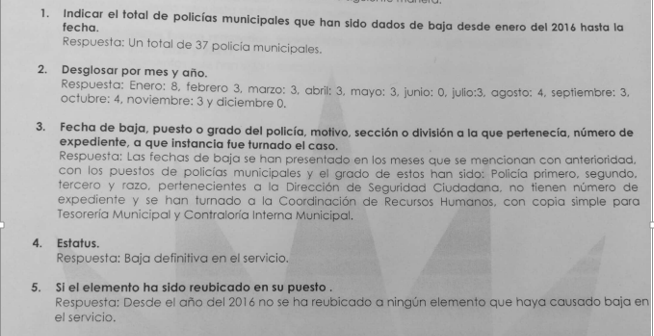 1. Indicar el total de policías municipales que han sido dados de baja desde enero del 2016 hasta la
fecha.
Respuesta: Un total de 37 policía municipales.
2. Desglosar por mes y año.
Respuesta: Enero: 8, febrero 3, marzo: 3, abril: 3, mayo: 3, junio: 0, julio:3, agosto: 4, septiembre: 3,
octubre: 4, noviembre: 3 y diciembre 0.
3. Fecha de baja, puesto o grado del policía, motivo, sección o división a la que pertenecía, número de
expediente, a que instancia fue turnado el caso.
Respuesta: Las fechas de baja se han presentado en los meses que se mencionan con anterioridad,
con los puestos de policías municipales y el grado de estos han sido: Policía primero, segundo,
tercero y razo, pertenecientes a la Dirección de Seguridad Ciudadana, no tienen número de
expediente y se han turnado a la Coordinación de Recursos Humanos, con copia simple para
Tesorería Municipal y Contraloría Interna Municipal.
4. Estatus.
Respuesta: Baja definitiva en el servicio.
5. Si el elemento ha sido reubicado en su puesto .
Respuesta: Desde el año del 2016 no se ha reubicado a ningún elemento que haya causado baja en
el servicio.